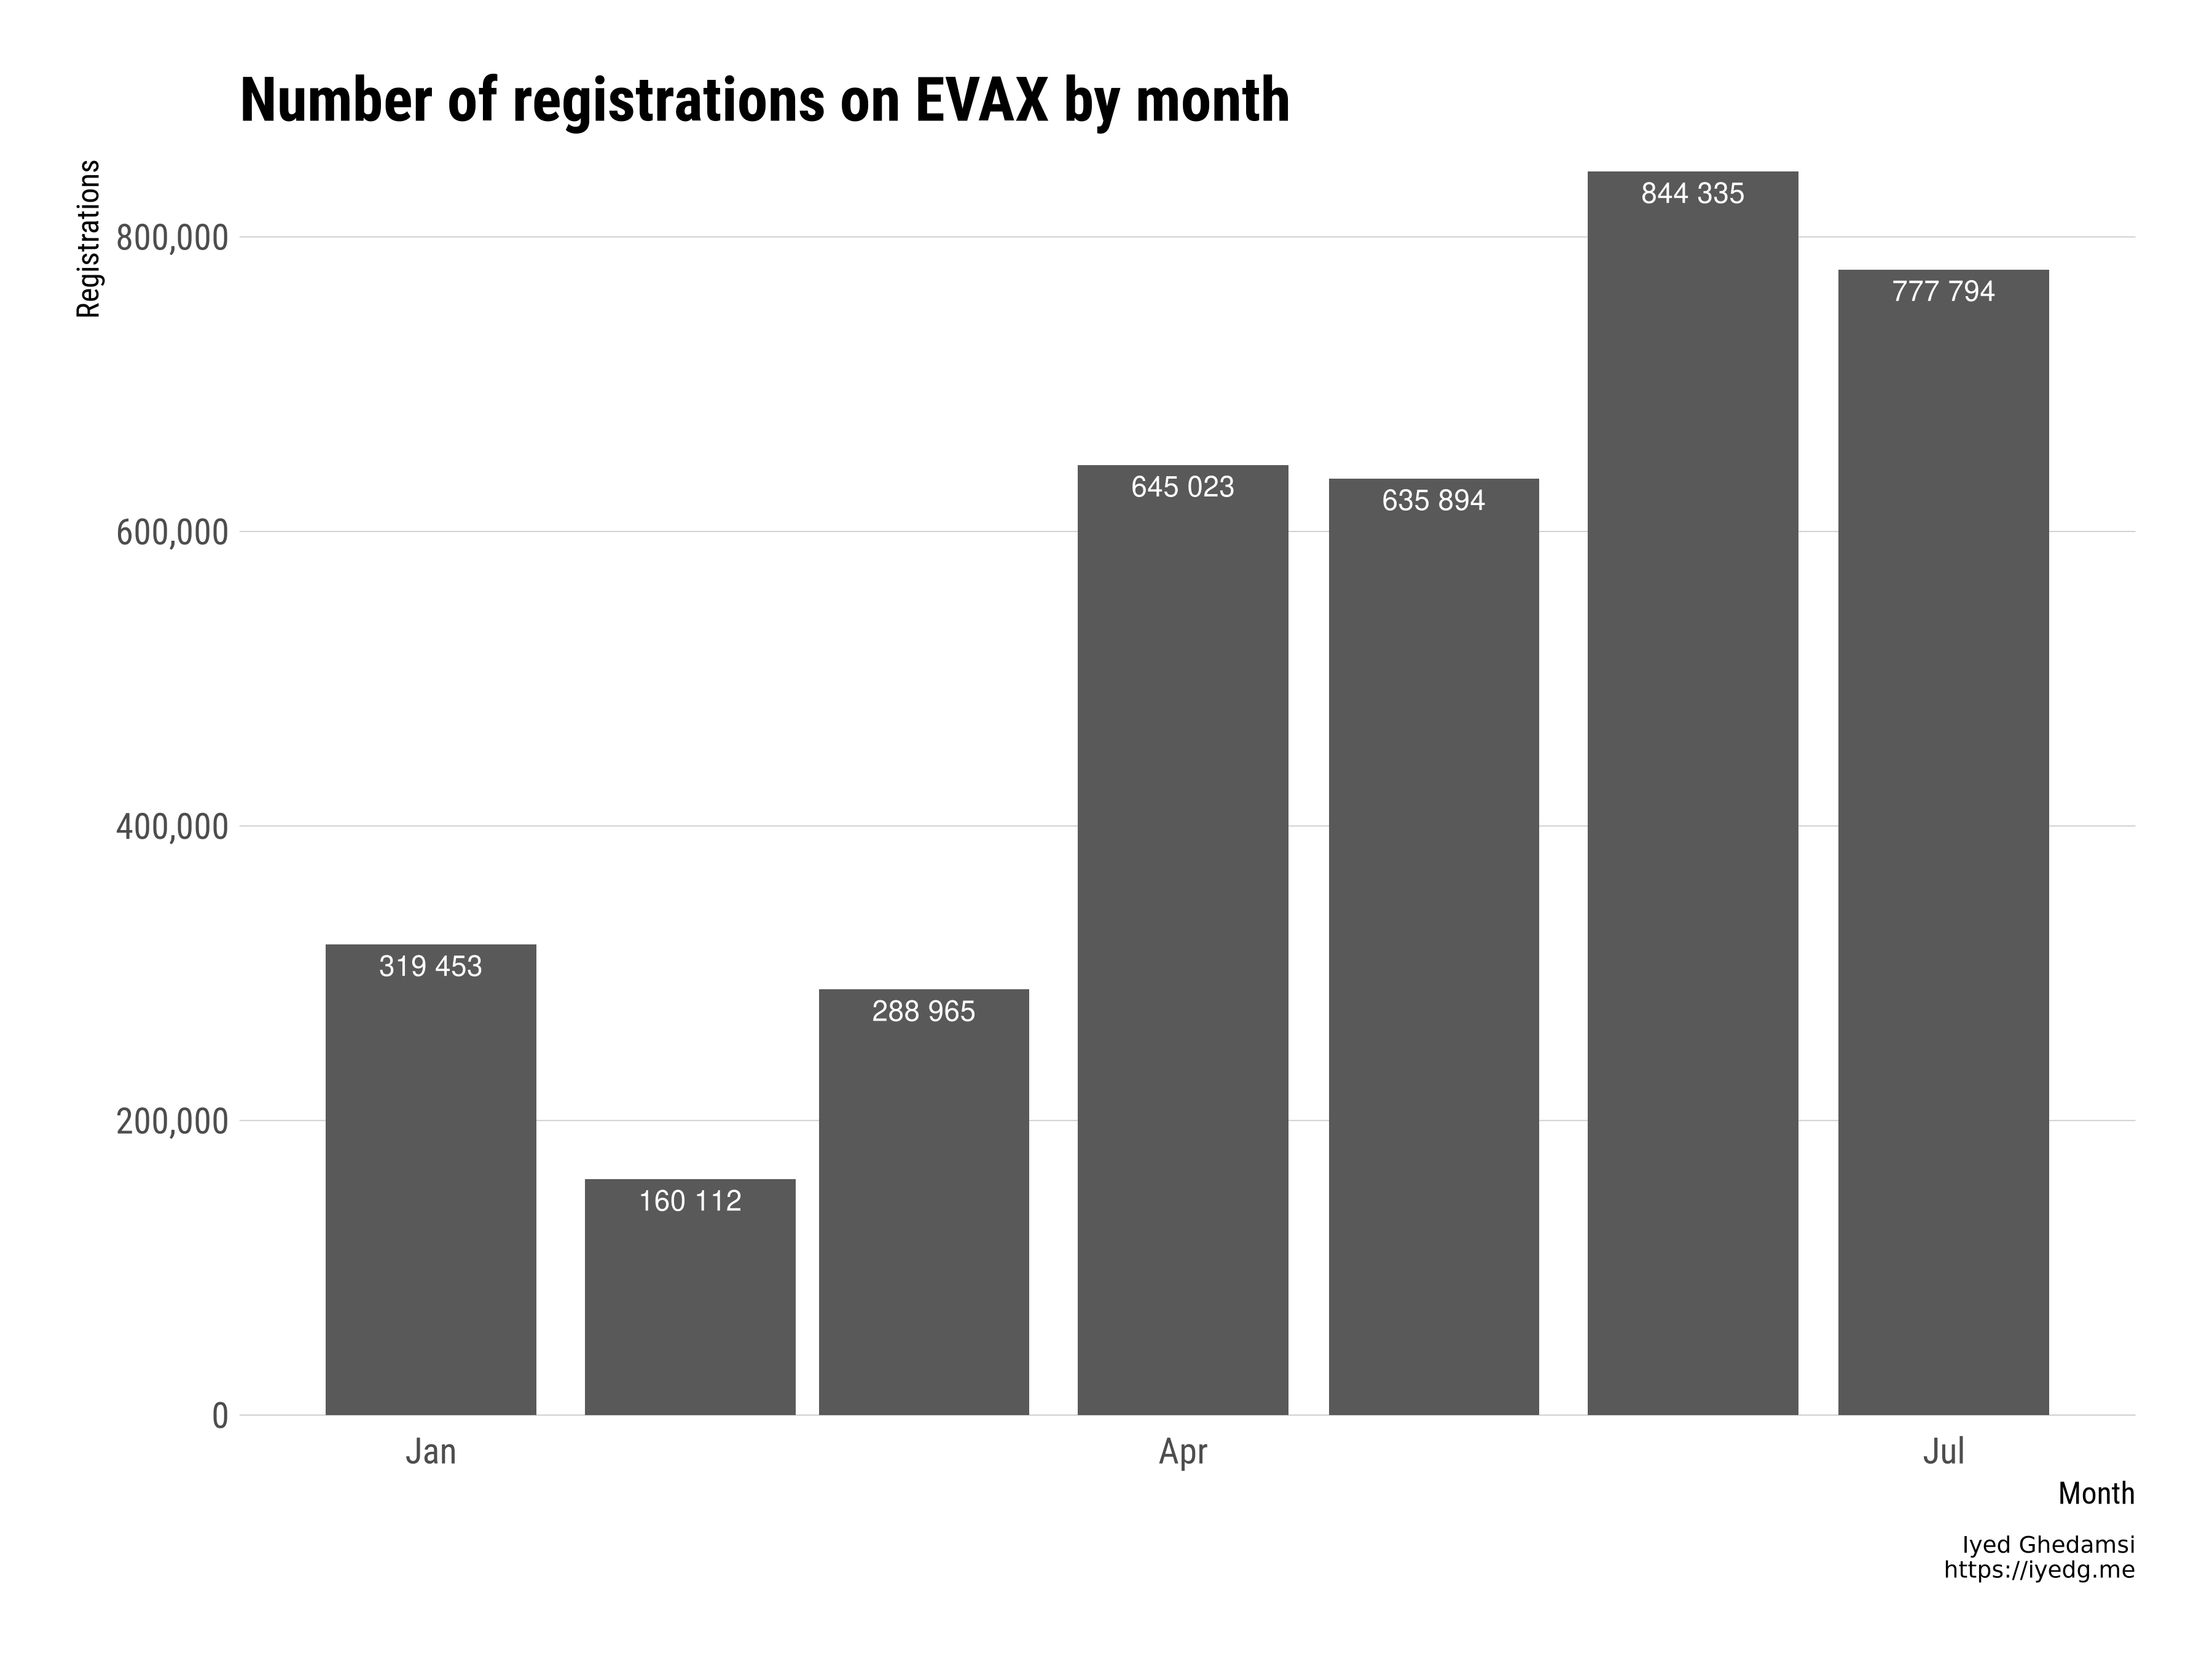 Number of registrations on EVAX by month
Registrations
800,000
600,000
400,000
200,000
0
844 335
777 794
645 023
635 894
319 453
288 965
160 112
Jan
Apr
Jul
Month
Iyed Ghedamsi
https://iyedg.me